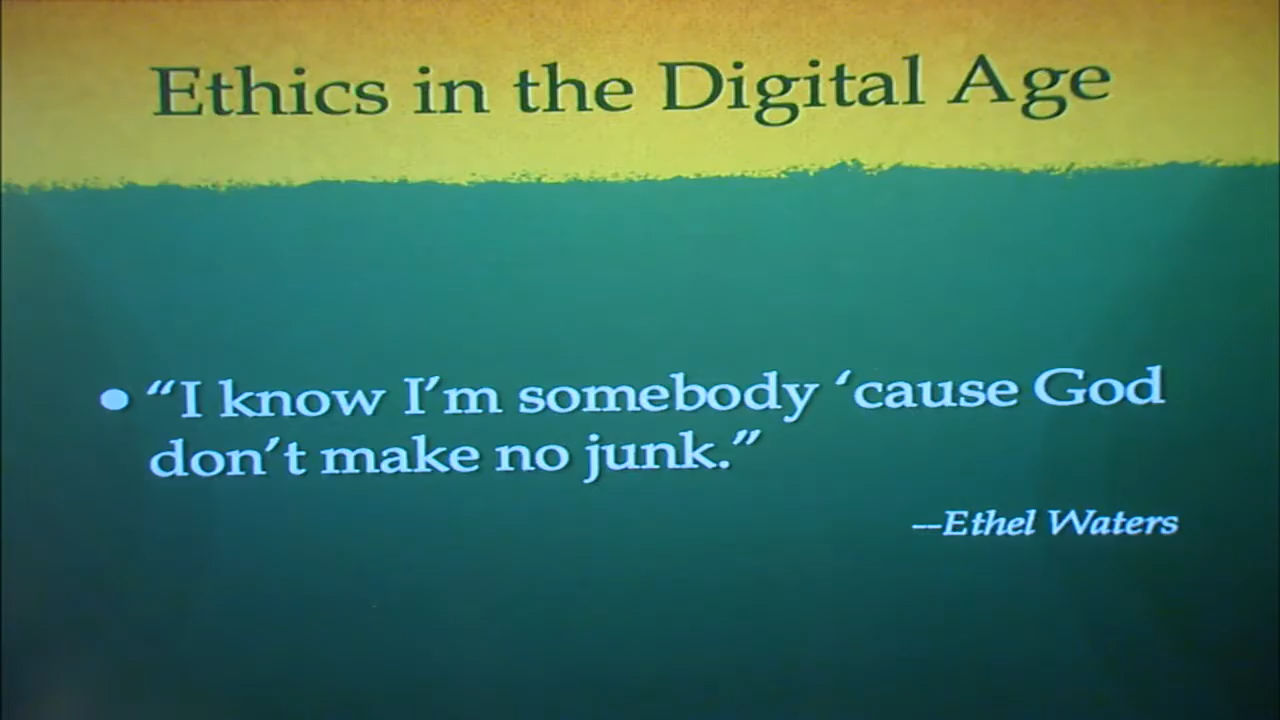 Ethics in the Digital Age
• “I know I’m somebody ‘cause God
don’t make no junk.”
--Ethel Waters